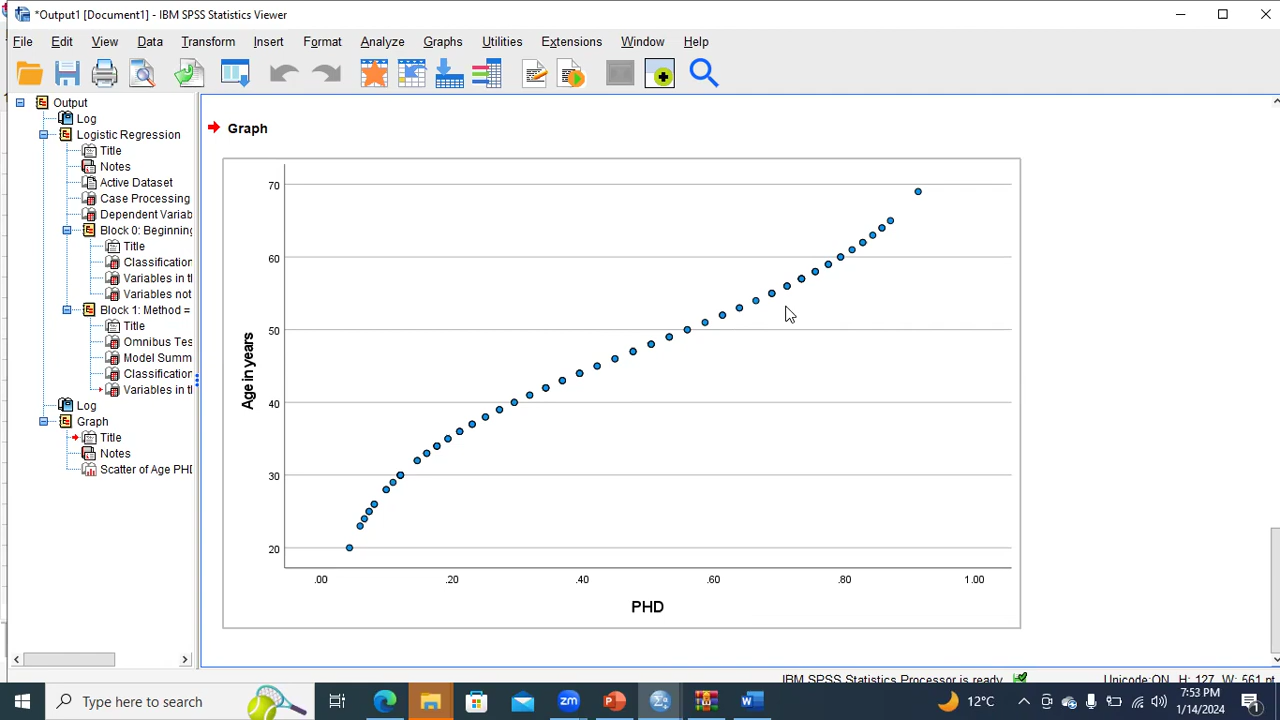 *Output1 [Document1] - IBM SPSS Statistics Viewer
File Edit View Data Transform Insert Format Analyze Graphs Utilities Extensions Window Help
Output
Log
Logistic Regression
Title
Notes
Active Dataset
Case Processing
Dependent Variab
Block 0: Beginning
Title
Classification
Variables in t
Variables not
Block 1: Method =
Title
Omnibus Tes
Model Summ
Classification
Variables in t
Log
Graph
Title
Notes
Scatter of Age PHD
Graph
70
60
50
40
30
20
Age in years
.00 .20 .40 .60 .80 1.00
PHD
IBM SPSS Statistics Processor is ready
Unicode:ON H: 127, W: 561 pt.
Type here to search
12°C
7:53 PM
1/14/2024
1